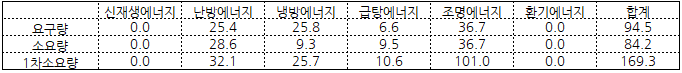 신재생에너지 난방에너지 냉방에너지 급탕에너지 조명에너지 환기에너지 합계
요구량 0.0 25.4 25.8 6.6 36.7 0.0 94.5
소요량 0.0 28.6 9.3 9.5 36.7 0.0 84.2
1차소요량 0.0 32.1 25.7 10.6 101.0 0.0 169.3